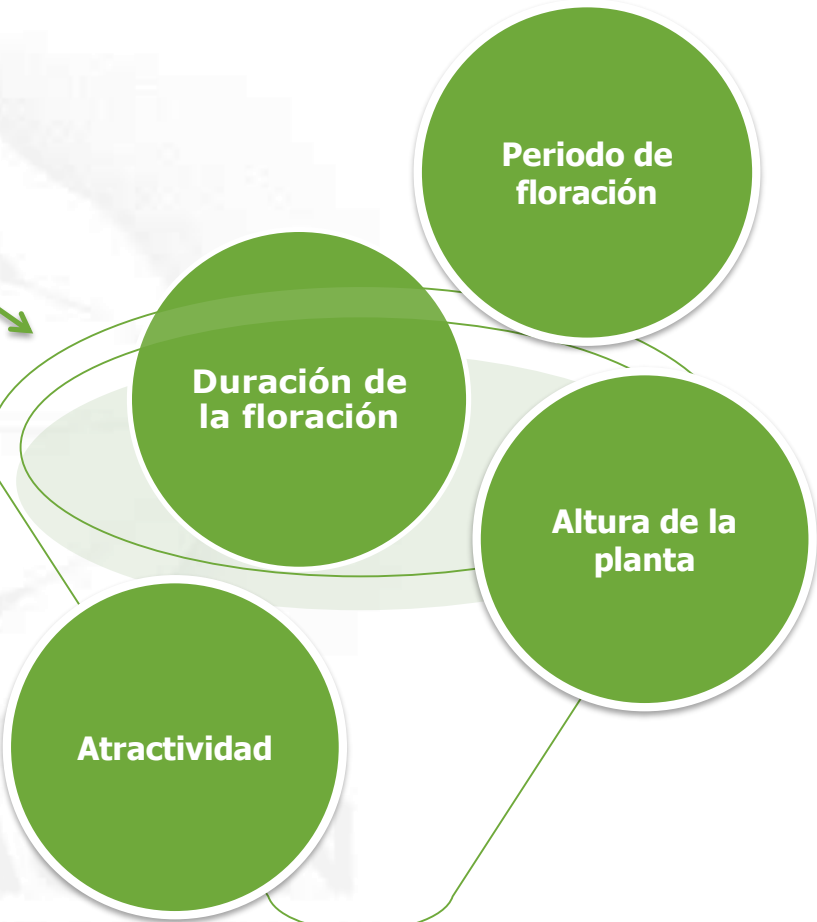 Periodo de
floración
Duración de
la floración
Altura de la
planta
Atractividad